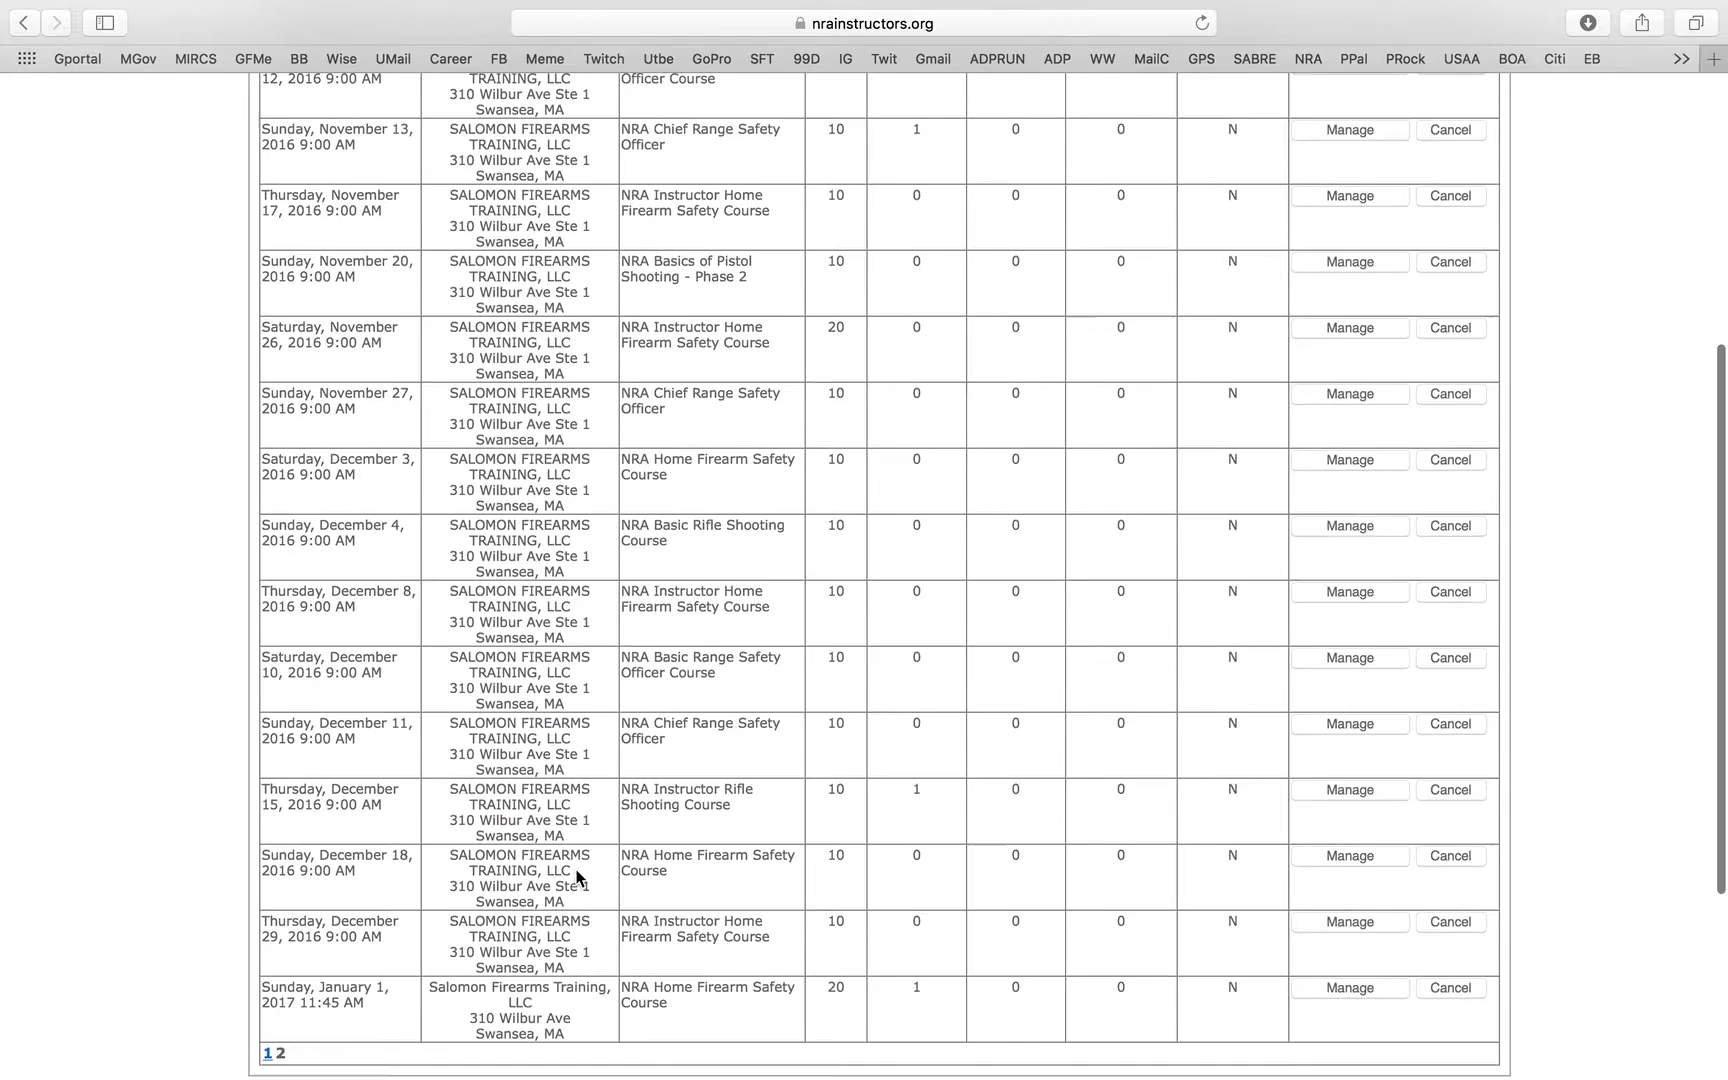 nrainstructors.org
Gportal MGov MIRCS GFMe BB Wise UMail Career FB Meme Twitch Utbe GoPro SFT 99D IG Twit Gmail ADPRUN ADP WW MailC GPS SABRE NRA PPal PRock USAA BOA Citi EB >> +
12, 2016 9:00 AM TRAINING, LLC Officer Course
310 Wilbur Ave Ste 1
Swansea, MA
Sunday, November 13, SALOMON FIREARMS NRA Chief Range Safety 10 1 0 0 N Manage Cancel
2016 9:00 AM TRAINING, LLC Officer
310 Wilbur Ave Ste 1
Swansea, MA
Thursday, November SALOMON FIREARMS NRA Instructor Home 10 0 0 0 N Manage Cancel
17, 2016 9:00 AM TRAINING, LLC Firearm Safety Course
310 Wilbur Ave Ste 1
Swansea, MA
Sunday, November 20, SALOMON FIREARMS NRA Basics of Pistol 10 0 0 0 N Manage Cancel
2016 9:00 AM TRAINING, LLC Shooting - Phase 2
310 Wilbur Ave Ste 1
Swansea, MA
Saturday, November SALOMON FIREARMS NRA Instructor Home 20 0 0 0 N Manage Cancel
26, 2016 9:00 AM TRAINING, LLC Firearm Safety Course
310 Wilbur Ave Ste 1
Swansea, MA
Sunday, November 27, SALOMON FIREARMS NRA Chief Range Safety 10 0 0 0 N Manage Cancel
2016 9:00 AM TRAINING, LLC Officer
310 Wilbur Ave Ste 1
Swansea, MA
Saturday, December 3, SALOMON FIREARMS NRA Home Firearm Safety 10 0 0 0 N Manage Cancel
2016 9:00 AM TRAINING, LLC Course
310 Wilbur Ave Ste 1
Swansea, MA
Sunday, December 4, SALOMON FIREARMS NRA Basic Rifle Shooting 10 0 0 0 N Manage Cancel
2016 9:00 AM TRAINING, LLC Course
310 Wilbur Ave Ste 1
Swansea, MA
Thursday, December 8, SALOMON FIREARMS NRA Instructor Home 10 0 0 0 N Manage Cancel
2016 9:00 AM TRAINING, LLC Firearm Safety Course
310 Wilbur Ave Ste 1
Swansea, MA
Saturday, December SALOMON FIREARMS NRA Basic Range Safety 10 0 0 0 N Manage Cancel
10, 2016 9:00 AM TRAINING, LLC Officer Course
310 Wilbur Ave Ste 1
Swansea, MA
Sunday, December 11, SALOMON FIREARMS NRA Chief Range Safety 10 0 0 0 N Manage Cancel
2016 9:00 AM TRAINING, LLC Officer
310 Wilbur Ave Ste 1
Swansea, MA
Thursday, December SALOMON FIREARMS NRA Instructor Rifle 10 1 0 0 N Manage Cancel
15, 2016 9:00 AM TRAINING, LLC Shooting Course
310 Wilbur Ave Ste 1
Swansea, MA
Sunday, December 18, SALOMON FIREARMS NRA Home Firearm Safety 10 0 0 0 N Manage Cancel
2016 9:00 AM TRAINING, LLC Course
310 Wilbur Ave Ste 1
Swansea, MA
Thursday, December SALOMON FIREARMS NRA Instructor Home 10 0 0 0 N Manage Cancel
29, 2016 9:00 AM TRAINING, LLC Firearm Safety Course
310 Wilbur Ave Ste 1
Swansea, MA
Sunday, January 1, Salomon Firearms Training, NRA Home Firearm Safety 20 1 0 0 N Manage Cancel
2017 11:45 AM LLC Course
310 Wilbur Ave
Swansea, MA
1 2